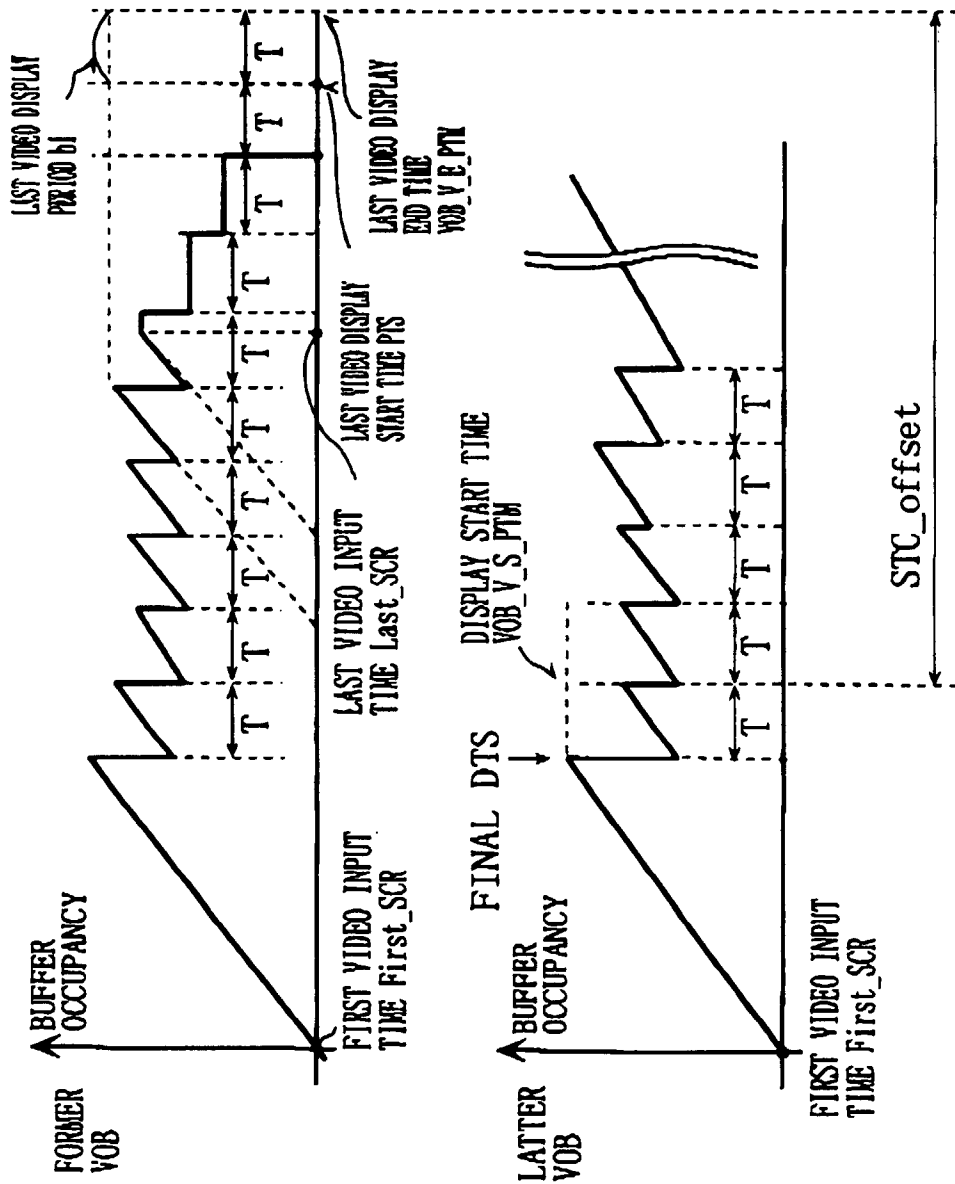 FORMER
VOB
BUFFER
OCCUPANCY
LAST VIDEO DISPLAY
PERIOD b1
T
T
T
T
T
T
T
T
T
T
FIRST VIDEO INPUT
TIME First_SCR
LAST VIDEO INPUT
TIME Last_SCR
LAST VIDEO DISPLAY
START TIME PTS
LAST VIDEO DISPLAY
END TIME
VOB_V_E_PTM
LATTER
VOB
BUFFER
OCCUPANCY
FINAL DTS
DISPLAY START TIME
VOB_V_S_PTM
T
T
T
T
T
FIRST VIDEO INPUT
TIME First_SCR
STC_offset